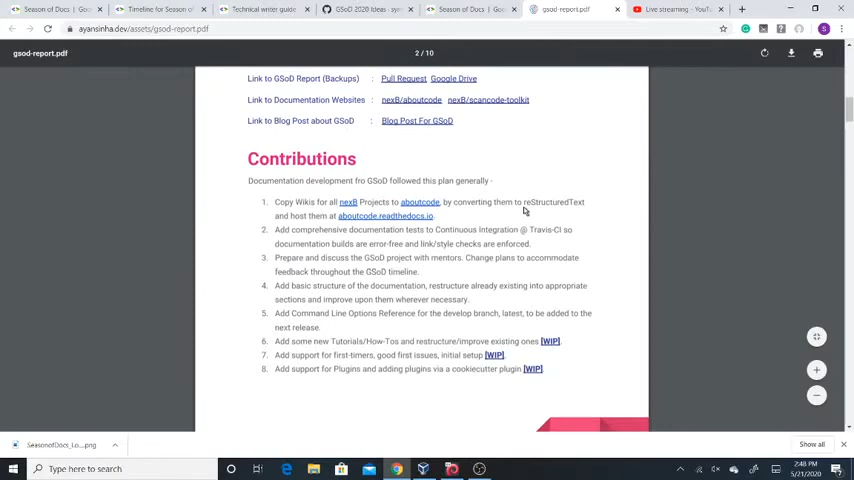 Season of Docs | Goo
Timeline for Season of
Technical writer guide
GSoD 2020 Ideas · syn
Season of Docs | Goo
gsod-report.pdf
Live streaming - YouTu
ayansinha.dev/assets/gsod-report.pdf
gsod-report.pdf
2 / 10
Link to GSoD Report (Backups) : Pull Request Google Drive
Link to Documentation Websites : nexB/aboutcode nexB/scancode-toolkit
Link to Blog Post about GSoD : Blog Post For GSoD
Contributions
Documentation development fro GSoD followed this plan generally -
1. Copy Wikis for all nexB Projects to aboutcode, by converting them to reStructuredText
and host them at aboutcode.readthedocs.io.
2. Add comprehensive documentation tests to Continuous Integration @ Travis-CI so
documentation builds are error-free and link/style checks are enforced.
3. Prepare and discuss the GSoD project with mentors. Change plans to accommodate
feedback throughout the GSoD timeline.
4. Add basic structure of the documentation, restructure already existing into appropriate
sections and improve upon them wherever necessary.
5. Add Command Line Options Reference for the develop branch, latest, to be added to the
next release.
6. Add some new Tutorials/How-Tos and restructure/improve existing ones [WIP].
7. Add support for first-timers, good first issues, initial setup [WIP].
8. Add support for Plugins and adding plugins via a cookiecutter plugin [WIP].
SeasonofDocs_Lo....png
Show all
Type here to search
2:48 PM
5/21/2020